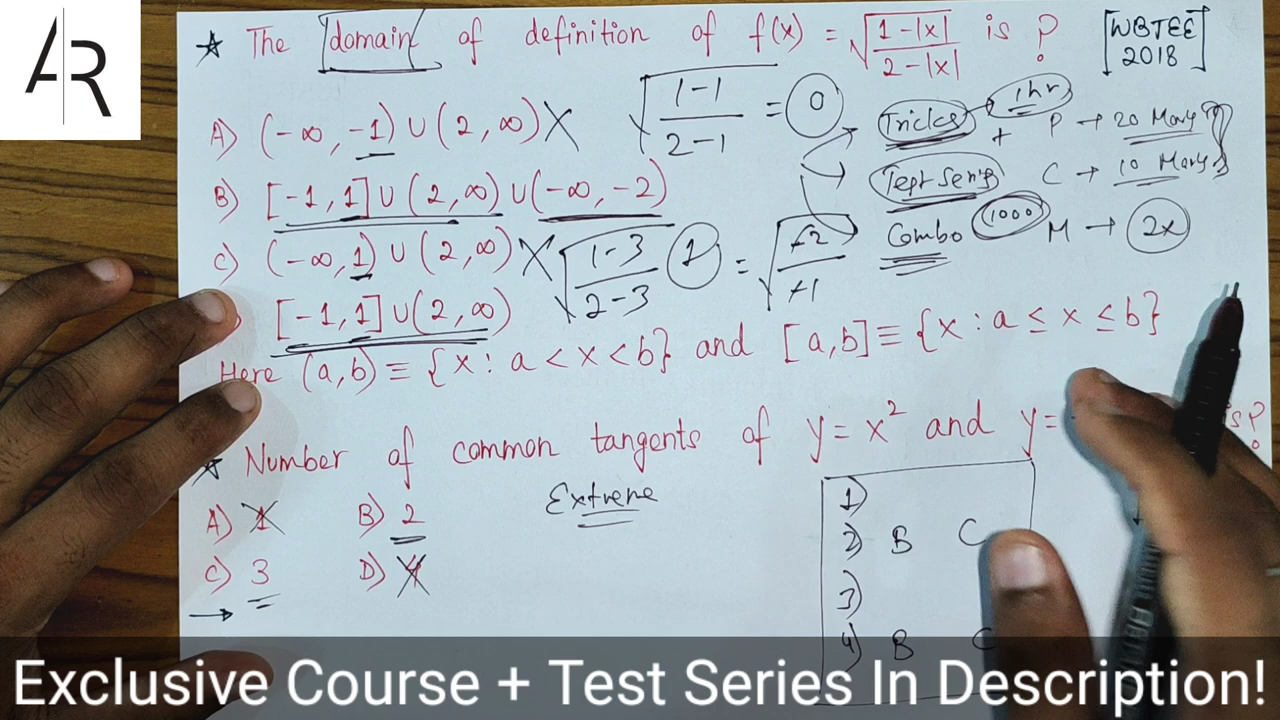 AR
★ The domain of definition of f(x) = √((1-|x|)/(2-|x|)) is ? [WBJEE 2018]
A) (-∞, -1) ∪ (2, ∞) X
√((1-1)/(2-1)) = 0
Tricks 1hr
+
P → 20 Marks
B) [-1, 1] ∪ (2, ∞) ∪ (-∞, -2)
Test Series
C → 10 Marks
C) (-∞, 1) ∪ (2, ∞) X
√((1-3)/(2-3)) 1 = √(+2/+1)
Combo 1000
M → 2x
[-1, 1] ∪ (2, ∞)
Here (a, b) ≡ {x : a < x < b} and [a, b] ≡ {x : a ≤ x ≤ b}
★ Number of common tangents of y = x² and y = is ?
A) 1 B) 2
Extreme
C) 3 D) 4
→
1)
2) B C
3)
4) B C
Exclusive Course + Test Series In Description!